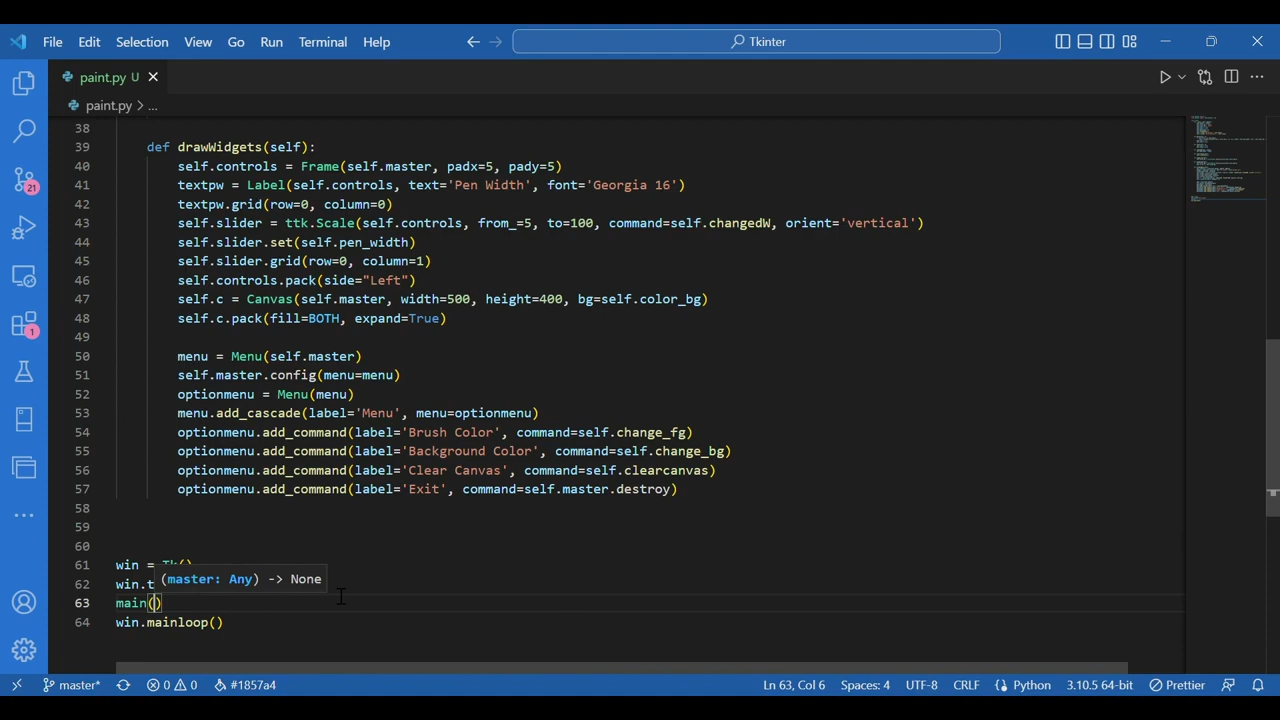 File Edit Selection View Go Run Terminal Help
Tkinter
paint.py U
paint.py > ...
38
39 def drawWidgets(self):
40 self.controls = Frame(self.master, padx=5, pady=5)
41 textpw = Label(self.controls, text='Pen Width', font='Georgia 16')
42 textpw.grid(row=0, column=0)
43 self.slider = ttk.Scale(self.controls, from_=5, to=100, command=self.changedW, orient='vertical')
44 self.slider.set(self.pen_width)
45 self.slider.grid(row=0, column=1)
46 self.controls.pack(side="Left")
47 self.c = Canvas(self.master, width=500, height=400, bg=self.color_bg)
48 self.c.pack(fill=BOTH, expand=True)
49
50 menu = Menu(self.master)
51 self.master.config(menu=menu)
52 optionmenu = Menu(menu)
53 menu.add_cascade(label='Menu', menu=optionmenu)
54 optionmenu.add_command(label='Brush Color', command=self.change_fg)
55 optionmenu.add_command(label='Background Color', command=self.change_bg)
56 optionmenu.add_command(label='Clear Canvas', command=self.clearcanvas)
57 optionmenu.add_command(label='Exit', command=self.master.destroy)
58
59
60
61 win = Tk()
62 win.t
(master: Any) -> None
63 main()
64 win.mainloop()
21
1
master* 0 0 #1857a4 Ln 63, Col 6 Spaces: 4 UTF-8 CRLF Python 3.10.5 64-bit Prettier